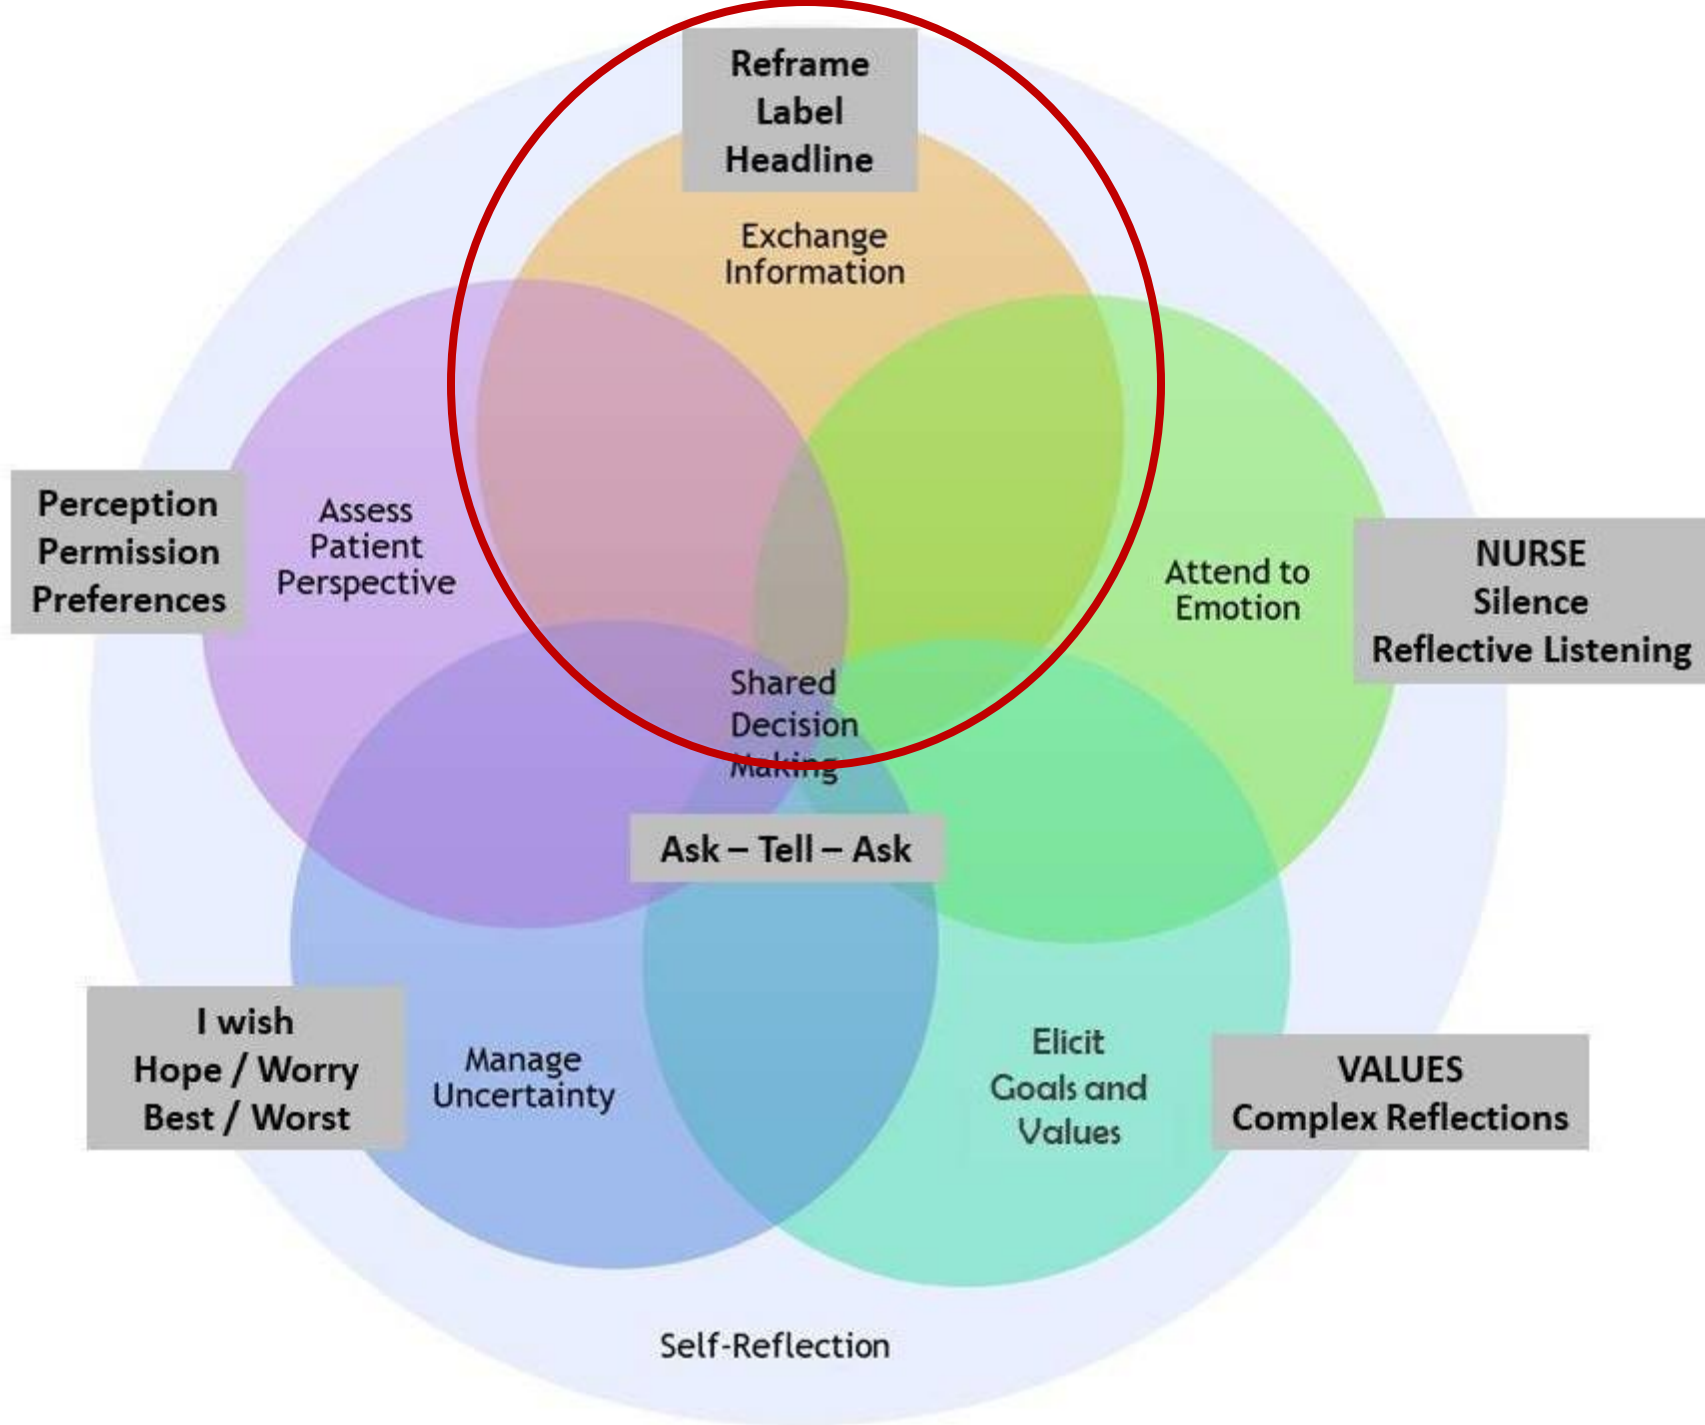 Reframe
Label
Headline
Exchange
Information
Perception
Permission
Preferences
Assess
Patient
Perspective
Attend to
Emotion
NURSE
Silence
Reflective Listening
Shared
Decision
Making
Ask – Tell – Ask
I wish
Hope / Worry
Best / Worst
Manage
Uncertainty
Elicit
Goals and
Values
VALUES
Complex Reflections
Self-Reflection